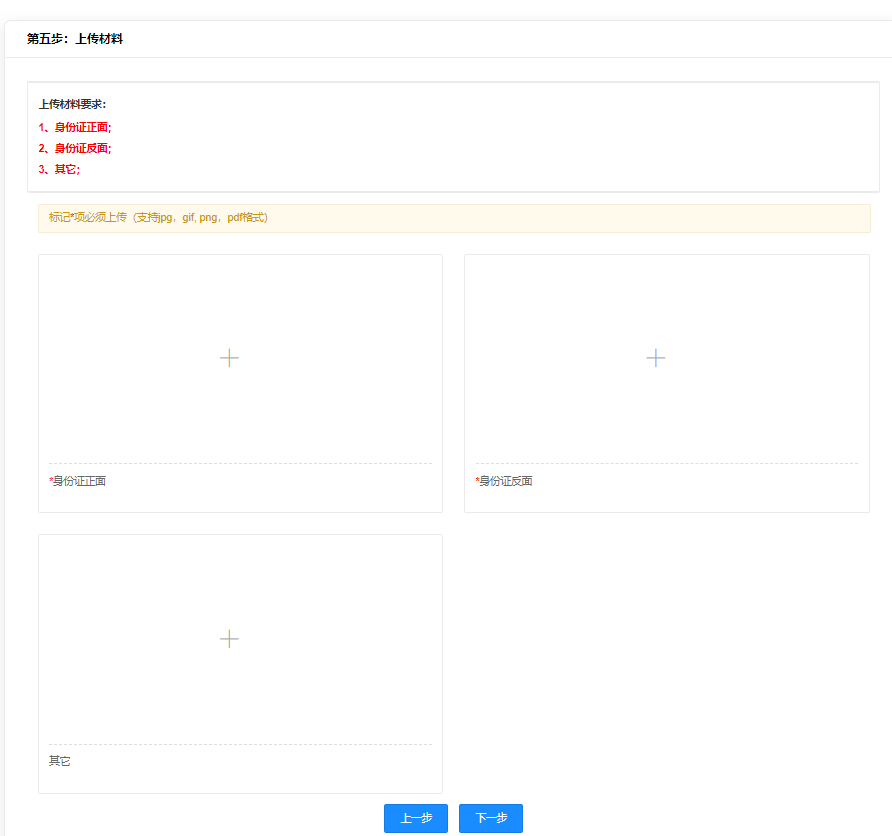 第五步：上传材料
上传材料要求：
1、身份证正面；
2、身份证反面；
3、其它；
标记*项必须上传（支持jpg，gif, png，pdf格式）
*身份证正面
*身份证反面
其它
上一步
下一步